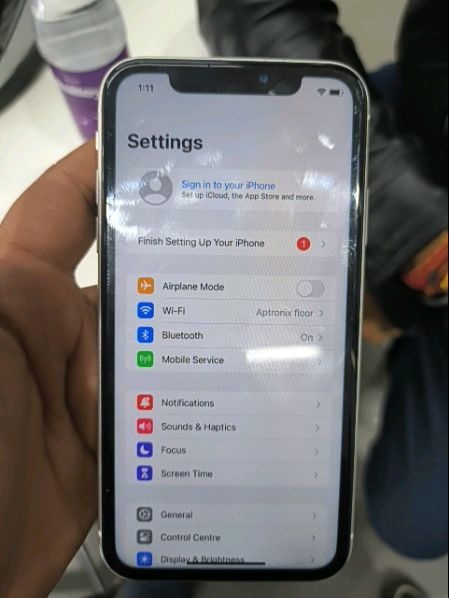 1:11
Settings
Sign in to your iPhone
Set up iCloud, the App Store and more.
Finish Setting Up Your iPhone 1
Airplane Mode
Wi-Fi Aptronix floor
Bluetooth On
Mobile Service
Notifications
Sounds & Haptics
Focus
Screen Time
General
Control Centre
Display & Brightness